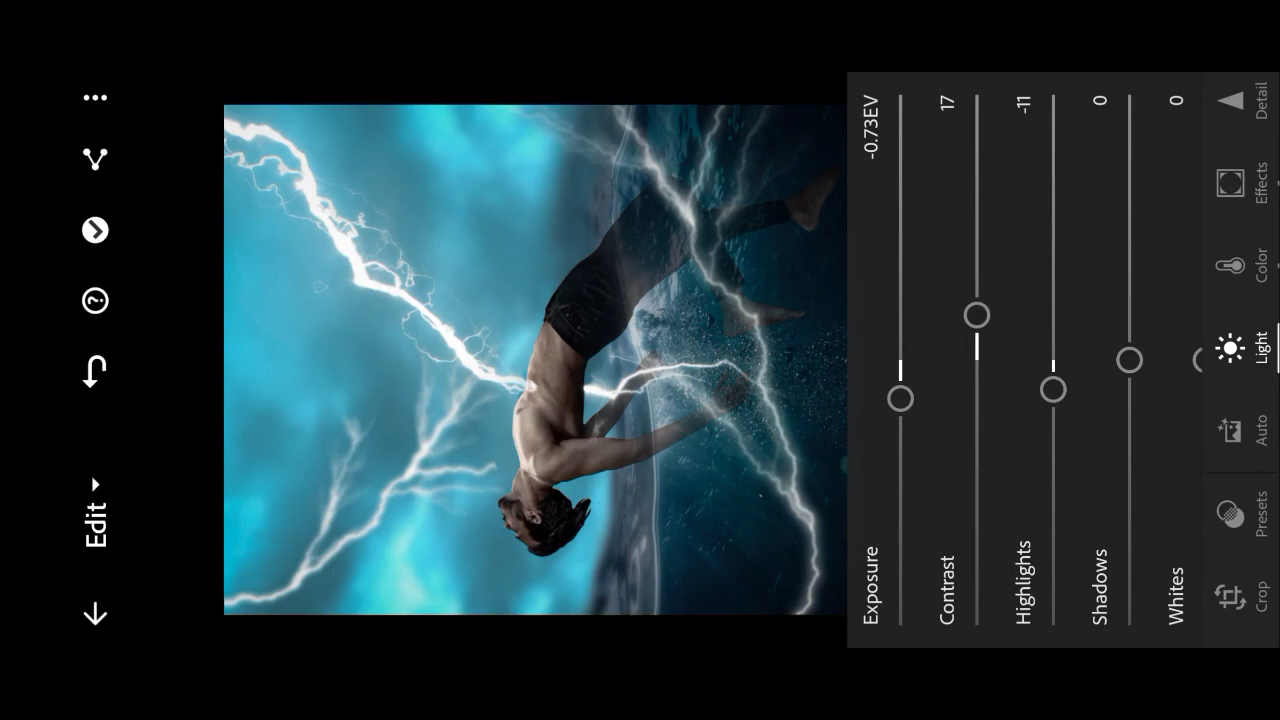 Edit
Exposure -0.73EV
Contrast 17
Highlights -11
Shadows 0
Whites 0
Crop Presets Auto Light Color Effects Detail